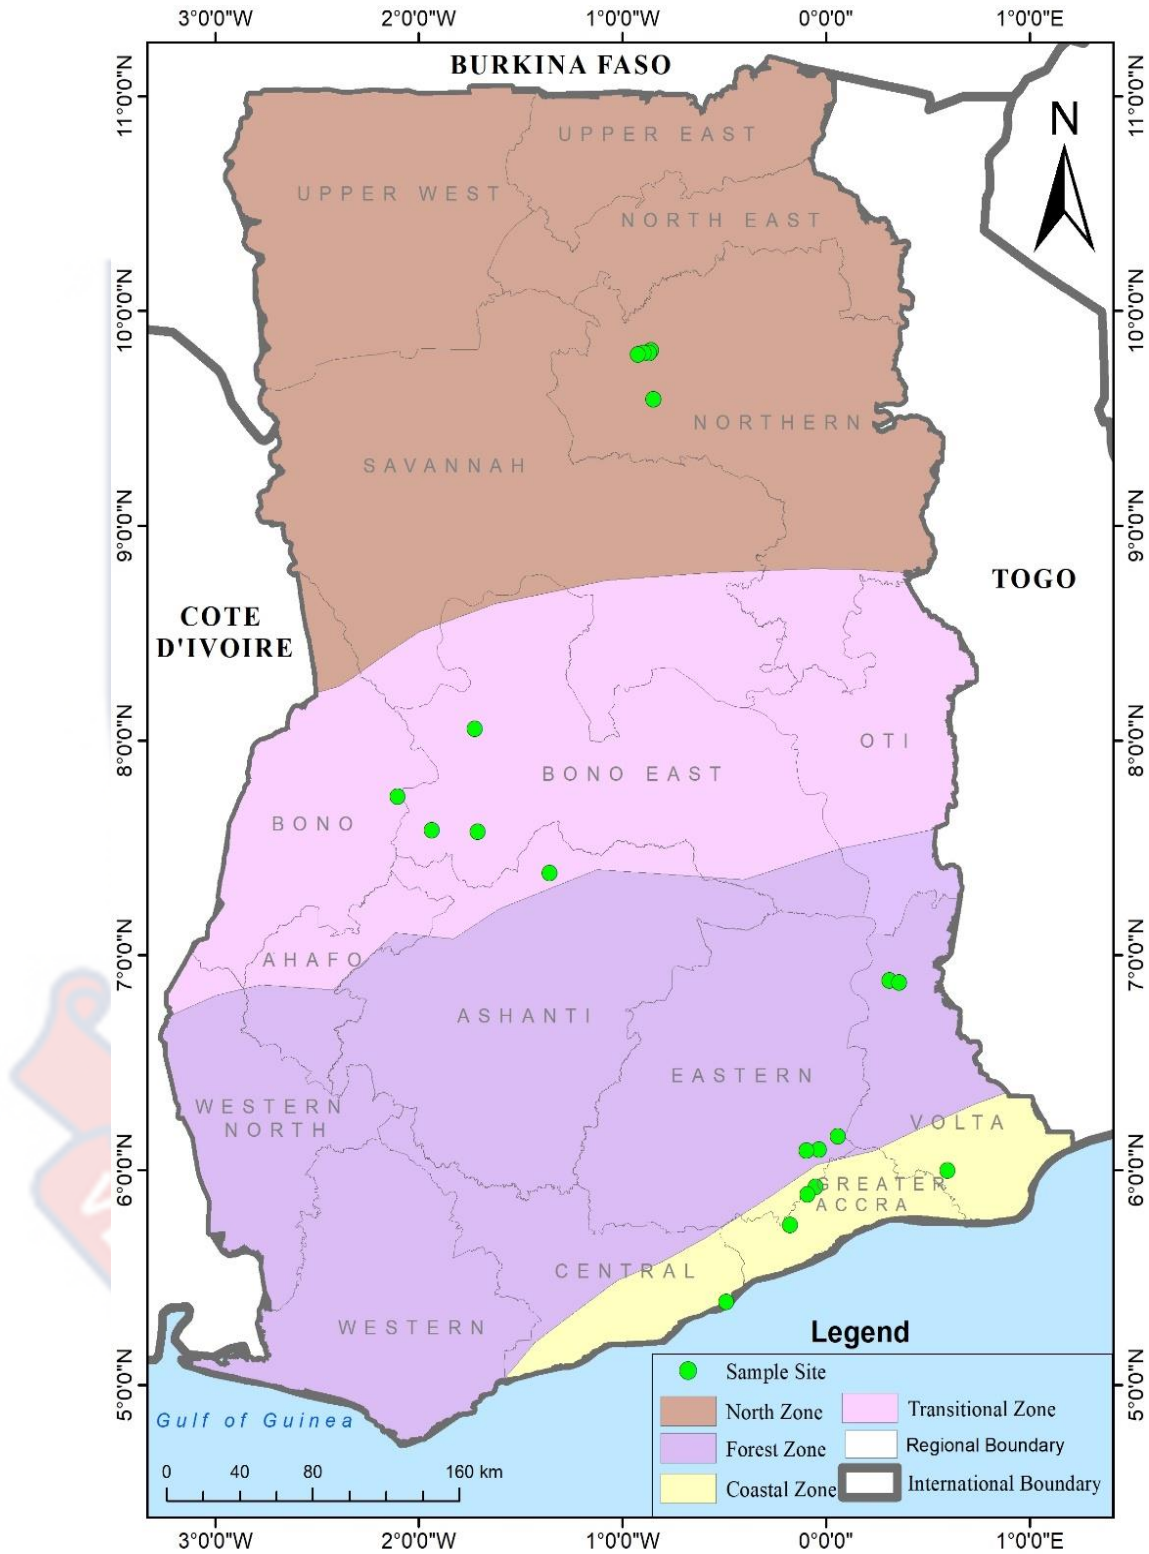 3°0'0"W 2°0'0"W 1°0'0"W 0°0'0" 1°0'0"E
BURKINA FASO
11°0'0"N
11°0'0"N
N
UPPER EAST
UPPER WEST
NORTH EAST
10°0'0"N
10°0'0"N
NORTHERN
SAVANNAH
9°0'0"N
9°0'0"N
TOGO
COTE
D'IVOIRE
8°0'0"N
8°0'0"N
OTI
BONO EAST
BONO
7°0'0"N
7°0'0"N
AHAFO
ASHANTI
EASTERN
WESTERN
NORTH
VOLTA
6°0'0"N
6°0'0"N
GREATER
ACCRA
CENTRAL
WESTERN
5°0'0"N
5°0'0"N
Gulf of Guinea
0 40 80 160 km
Legend
Sample Site
North Zone
Transitional Zone
Forest Zone
Regional Boundary
Coastal Zone
International Boundary
3°0'0"W 2°0'0"W 1°0'0"W 0°0'0" 1°0'0"E